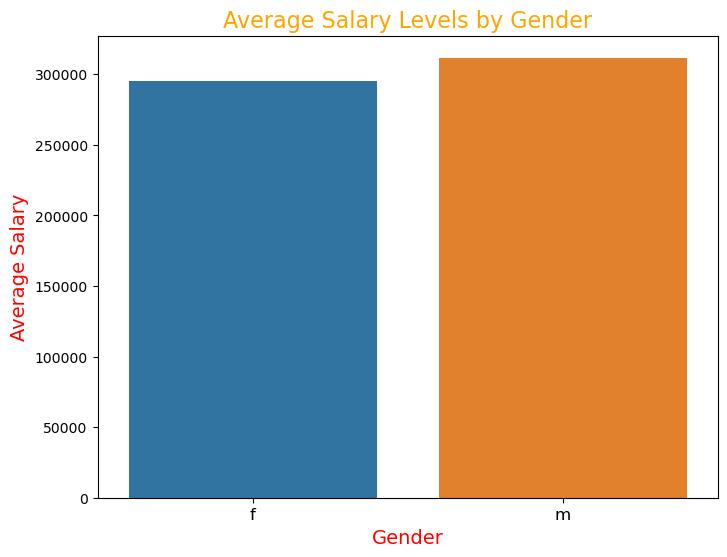 Average Salary Levels by Gender
Average Salary
300000
250000
200000
150000
100000
50000
0
f
m
Gender